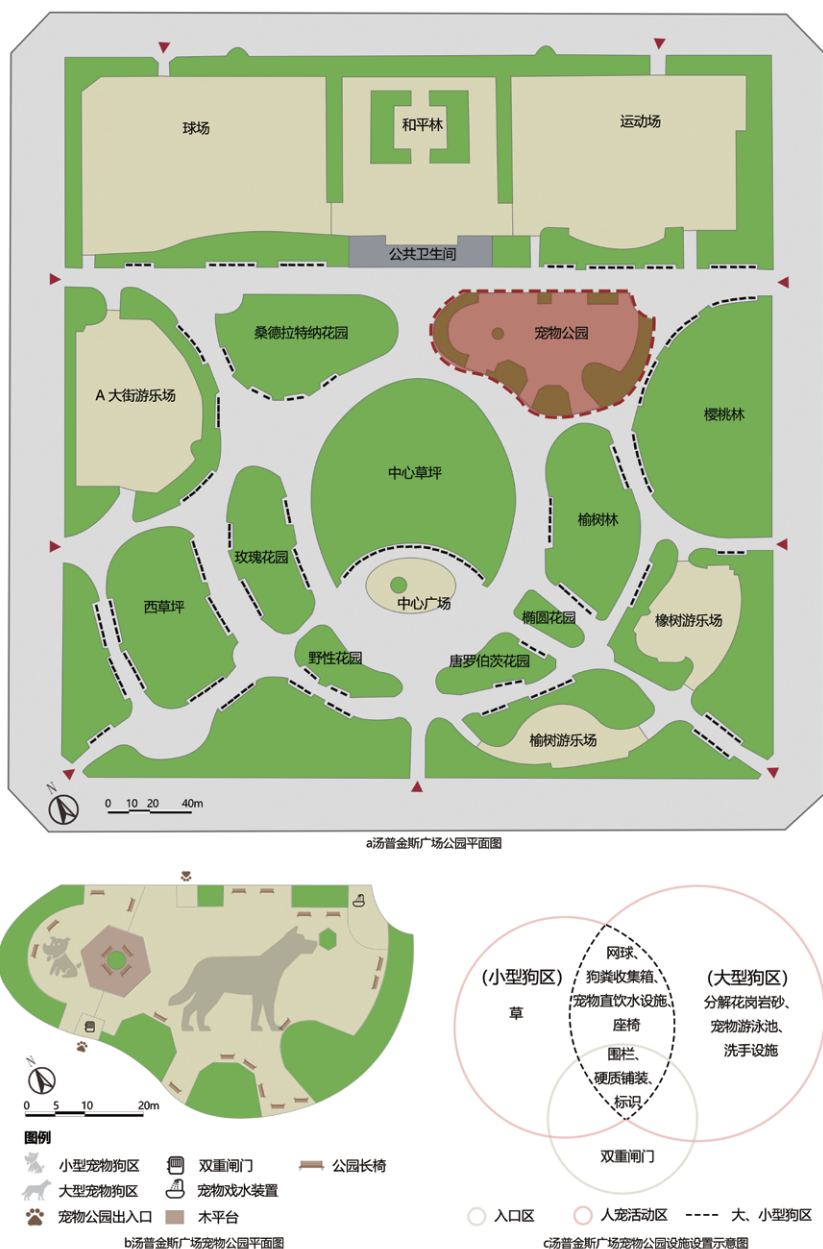 球场
和平林
运动场
公共卫生间
桑德拉特纳花园
宠物公园
A 大街游乐场
樱桃林
中心草坪
榆树林
玫瑰花园
西草坪
中心广场
椭圆花园
橡树游乐场
野性花园
唐罗伯茨花园
榆树游乐场
N
0 10 20 40m
a汤普金斯广场公园平面图
N
0 5 10 20m
图例
小型宠物狗区
双重闸门
公园长椅
大型宠物狗区
宠物戏水装置
宠物公园出入口
木平台
b汤普金斯广场宠物公园平面图
（小型狗区）
草
网球、
狗粪收集箱、
宠物直饮水设施、
座椅
围栏、
硬质铺装、
标识
（大型狗区）
分解花岗岩砂、
宠物游泳池、
洗手设施
双重闸门
入口区
人宠活动区
大、小型狗区
c汤普金斯广场宠物公园设施设置示意图